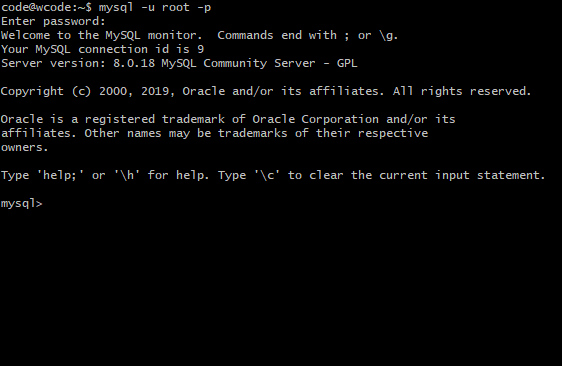 code@wcode:~$ mysql -u root -p
Enter password:
Welcome to the MySQL monitor.  Commands end with ; or \g.
Your MySQL connection id is 9
Server version: 8.0.18 MySQL Community Server - GPL

Copyright (c) 2000, 2019, Oracle and/or its affiliates. All rights reserved.

Oracle is a registered trademark of Oracle Corporation and/or its
affiliates. Other names may be trademarks of their respective
owners.

Type 'help;' or '\h' for help. Type '\c' to clear the current input statement.

mysql>